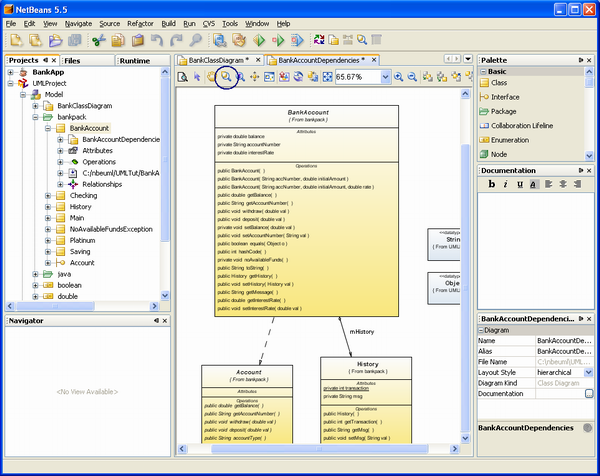 NetBeans 5.5
File Edit View Navigate Source Refactor Build Run CVS Tools Window Help
Projects Files Runtime
BankApp
UMLProject
Model
BankClassDiagram
bankpack
BankAccount
BankAccountDependencie
Attributes
Operations
C:/nbeuml/UMLTut/BankA
Relationships
Checking
History
Main
NoAvailableFundsException
Platinum
Saving
Account
java
boolean
double
Navigator
<No View Available>
BankClassDiagram * BankAccountDependencies *
65.67%
BankAccount
{ From bankpack }
Attributes
private double balance
private String accountNumber
private double interestRate
Operations
public BankAccount( )
public BankAccount( String accNumber, double initialAmount )
public BankAccount( String accNumber, double initialAmount, double rate )
public double getBalance( )
public String getAccountNumber( )
public void withdraw( double val )
public void deposit( double val )
private void setBalance( double val )
public void setAccountNumber( String val )
public boolean equals( Object o )
public int hashCode( )
private void noAvailableFunds( )
public String toString( )
public History getHistory( )
public void setHistory( History val )
public String getMessage( )
public double getInterestRate( )
public void setInterestRate( double val )
<<datatype
Strin
{ From UML
<<datatype
Obje
{ From UML
mHistory
Account
{ From bankpack }
Attributes
Operations
public double getBalance( )
public String getAccountNumber( )
public void withdraw( double val )
public void deposit( double val )
public String accountType( )
History
{ From bankpack }
Attributes
private int transaction
private String msg
Operations
public History( )
public int getTransaction( )
public String getMsg( )
public void setMsg( String val )
Palette
Basic
Class
Interface
Package
Collaboration Lifeline
Enumeration
Node
Documentation
b i u A
BankAccountDependenci...
Diagram
Name BankAccountDe...
Alias BankAccountDe...
File Name C:\nbeuml\UML...
Layout Style hierarchical
Diagram Kind Class Diagram
Documentation
BankAccountDependencies